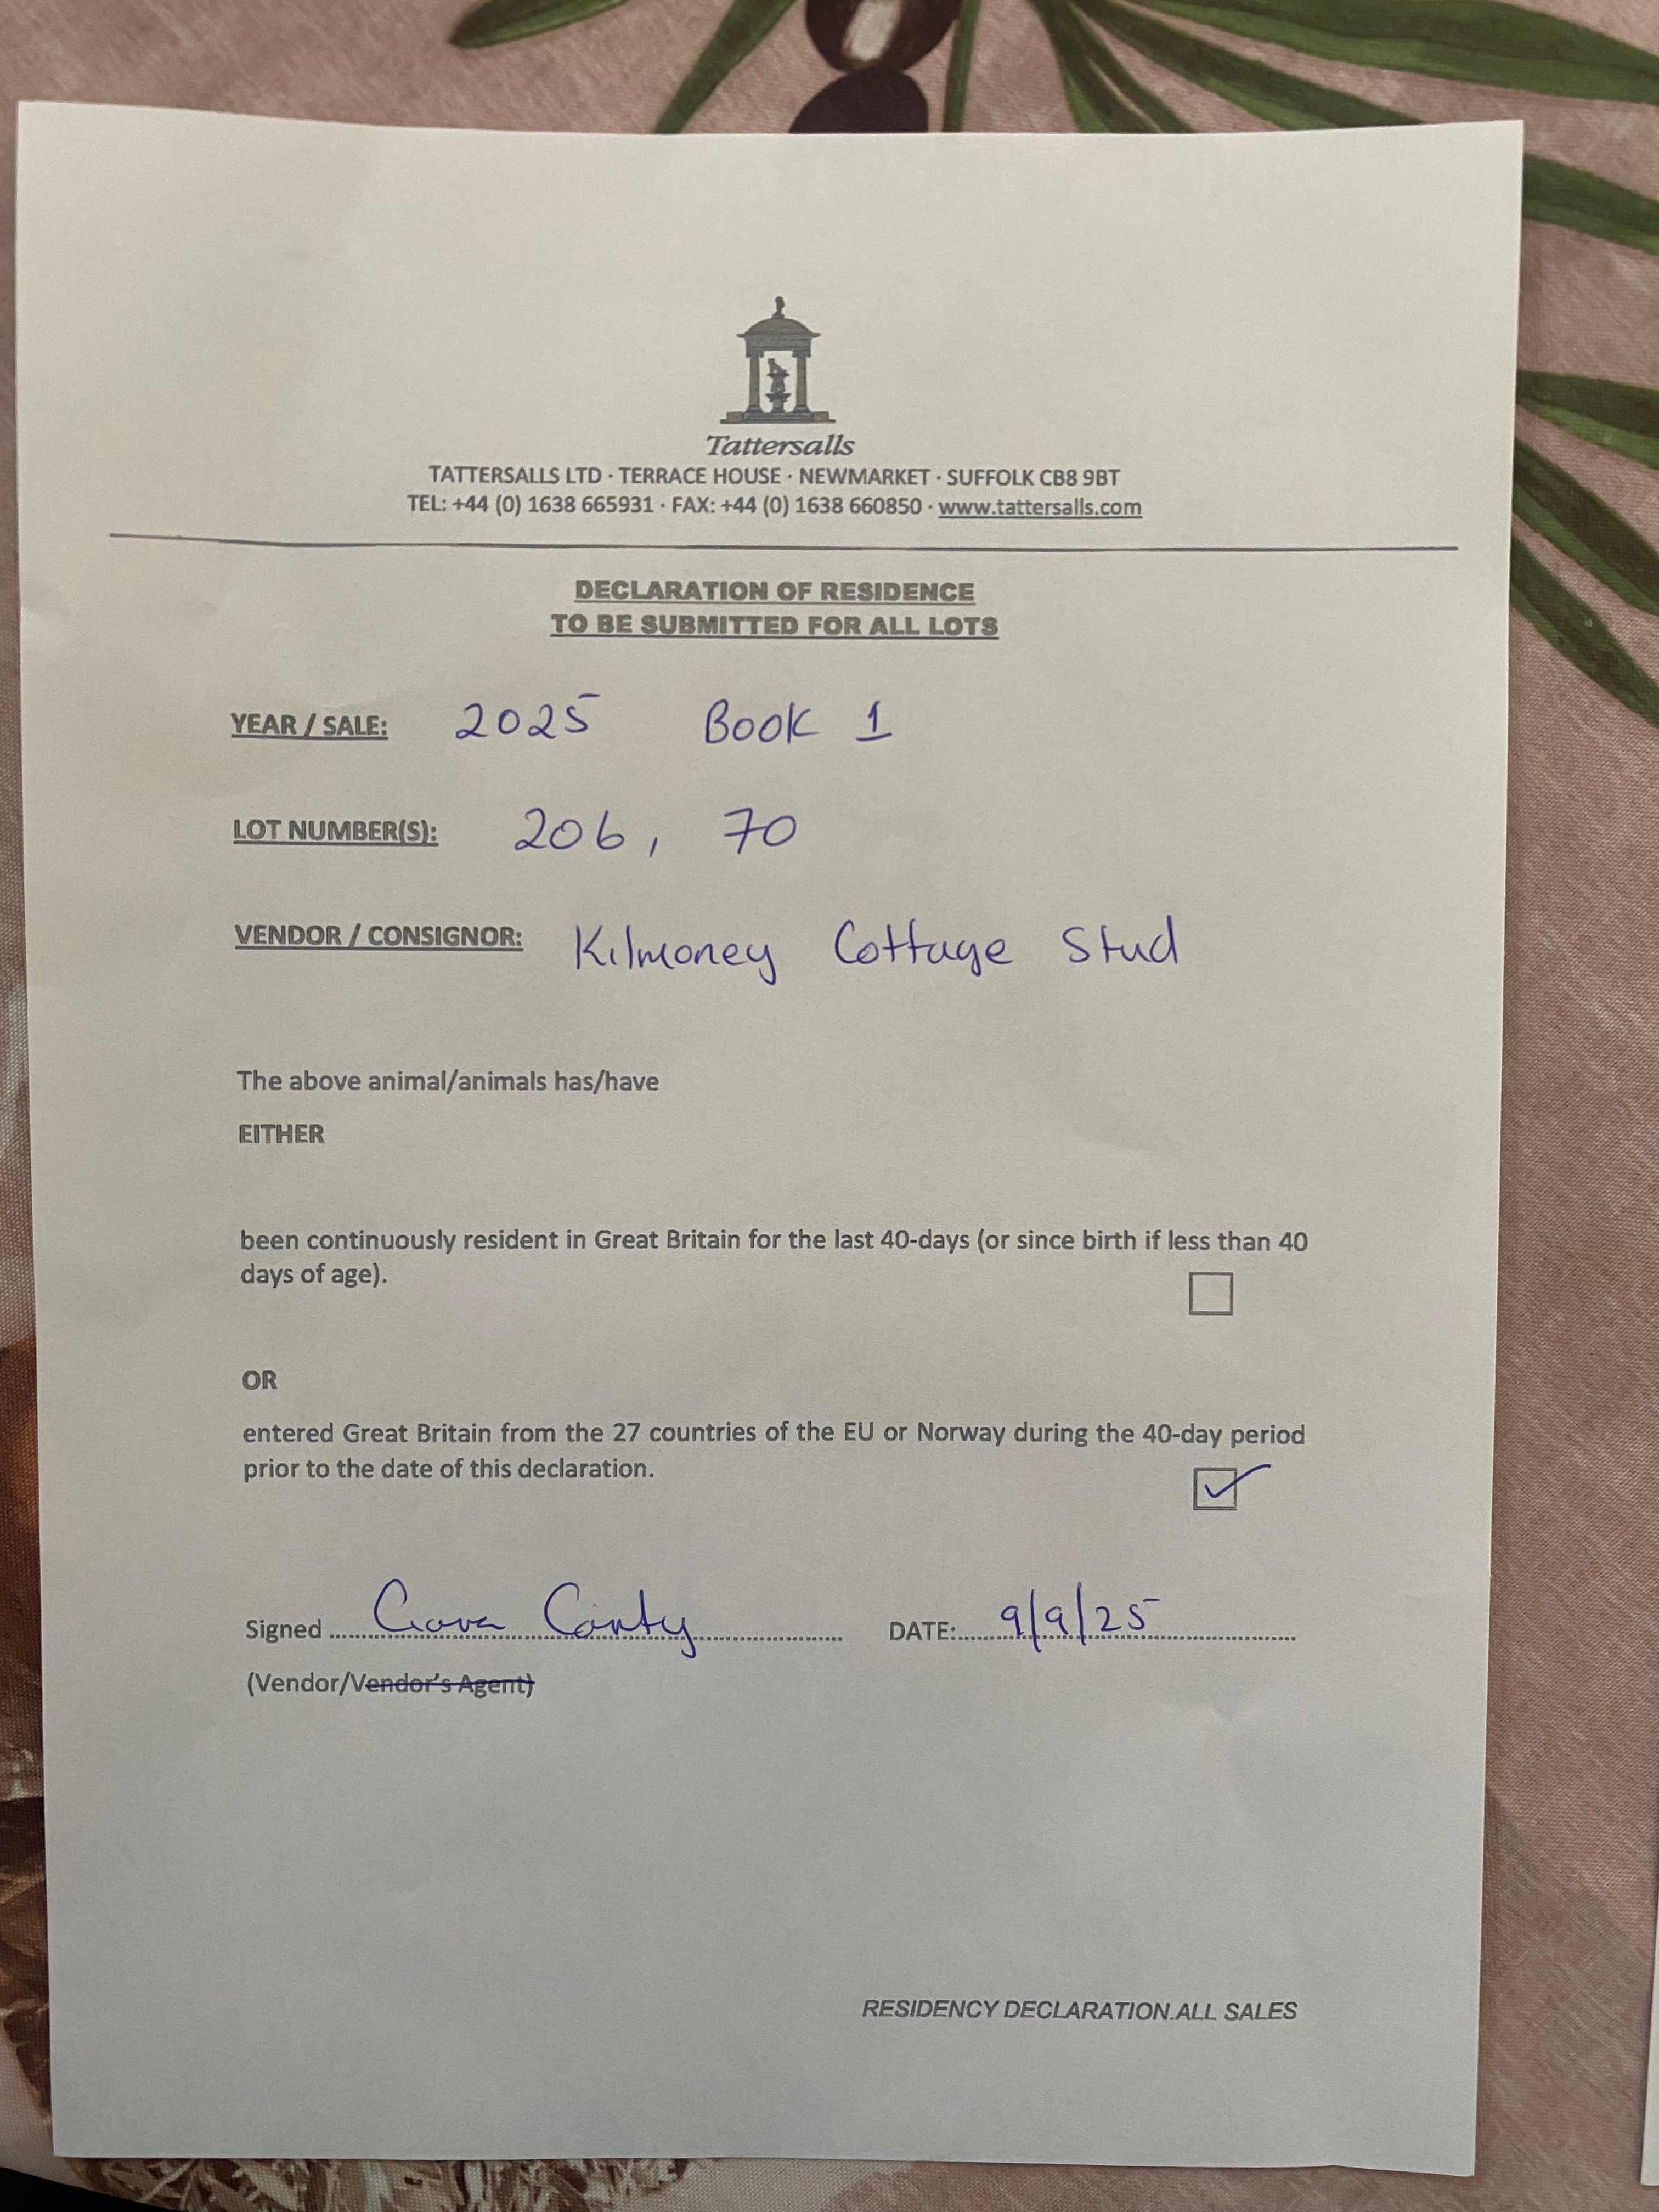 Tattersalls
TATTERSALLS LTD · TERRACE HOUSE · NEWMARKET · SUFFOLK CB8 9BT
TEL: +44 (0) 1638 665931 · FAX: +44 (0) 1638 660850 · www.tattersalls.com
DECLARATION OF RESIDENCE
TO BE SUBMITTED FOR ALL LOTS
YEAR / SALE: 2025 Book 1
LOT NUMBER(S): 206, 70
VENDOR / CONSIGNOR: Kilmoney Cottage Stud
The above animal/animals has/have
EITHER
been continuously resident in Great Britain for the last 40-days (or since birth if less than 40
days of age).
OR
entered Great Britain from the 27 countries of the EU or Norway during the 40-day period
prior to the date of this declaration.
Signed Canty DATE: 9/9/25
(Vendor/Vendor's Agent)
RESIDENCY DECLARATION.ALL SALES